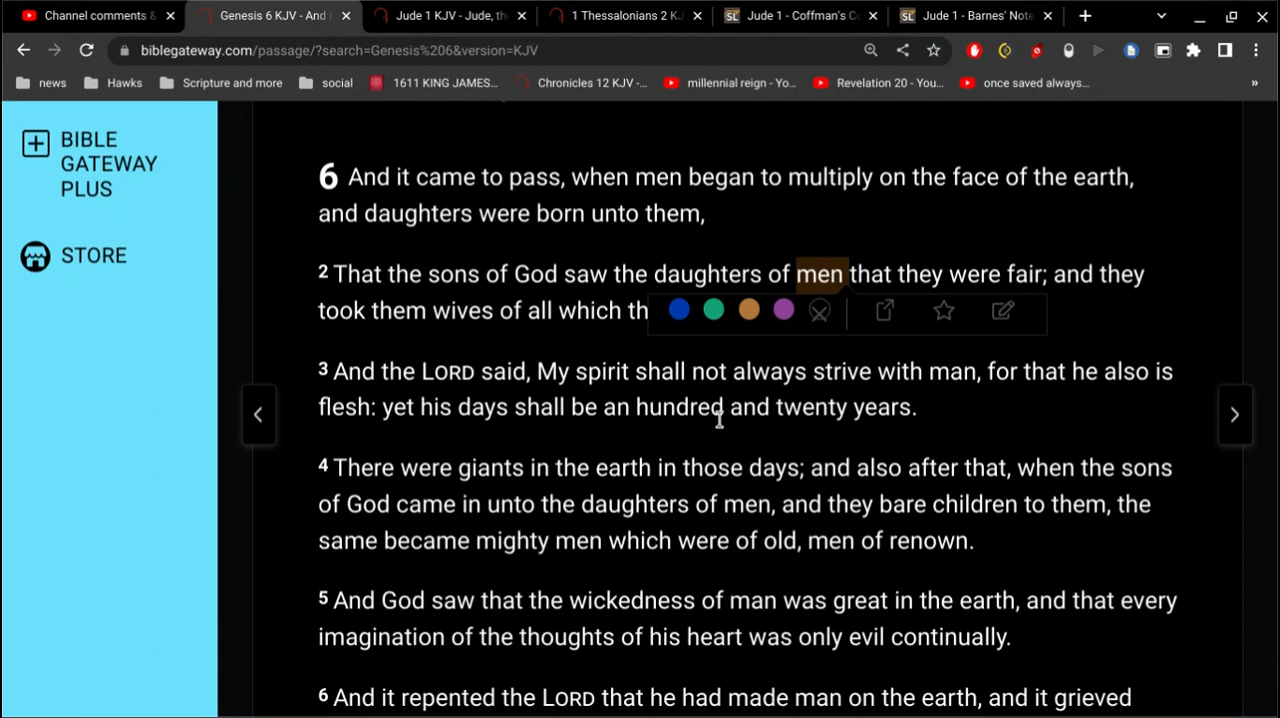 Channel comments &
Genesis 6 KJV - And i
Jude 1 KJV - Jude, the
1 Thessalonians 2 KJ
Jude 1 - Coffman's Co
Jude 1 - Barnes' Note
biblegateway.com/passage/?search=Genesis%206&version=KJV
news
Hawks
Scripture and more
social
1611 KING JAMES...
Chronicles 12 KJV -...
millennial reign - Yo...
Revelation 20 - You...
once saved always...
BIBLE
GATEWAY
PLUS
STORE
6 And it came to pass, when men began to multiply on the face of the earth,
and daughters were born unto them,
2 That the sons of God saw the daughters of men that they were fair; and they
took them wives of all which th
3 And the LORD said, My spirit shall not always strive with man, for that he also is
flesh: yet his days shall be an hundred and twenty years.
4 There were giants in the earth in those days; and also after that, when the sons
of God came in unto the daughters of men, and they bare children to them, the
same became mighty men which were of old, men of renown.
5 And God saw that the wickedness of man was great in the earth, and that every
imagination of the thoughts of his heart was only evil continually.
6 And it repented the LORD that he had made man on the earth, and it grieved